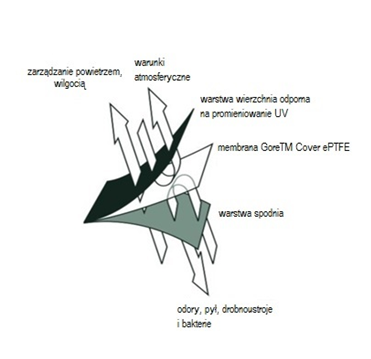 warunki
atmosferyczne
zarządzanie powietrzem,
wilgocią
warstwa wierzchnia odporna
na promieniowanie UV
membrana GoreTM Cover ePTFE
warstwa spodnia
odory, pył, drobnoustroje
i bakterie